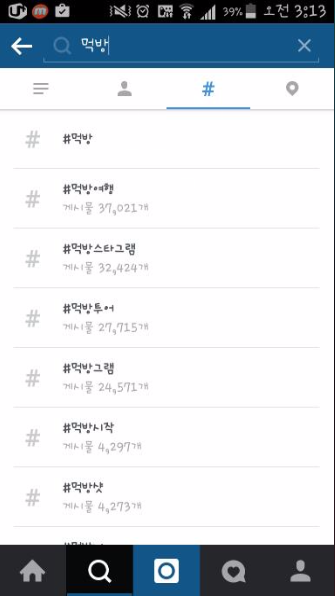 39% 오전 3:13
먹방
#
#먹방
#먹방여행
게시물 37,021개
#먹방스타그램
게시물 32,424개
#먹방투어
게시물 27,715개
#먹방그램
게시물 24,571개
#먹방시작
게시물 4,297개
#먹방샷
게시물 4,273개